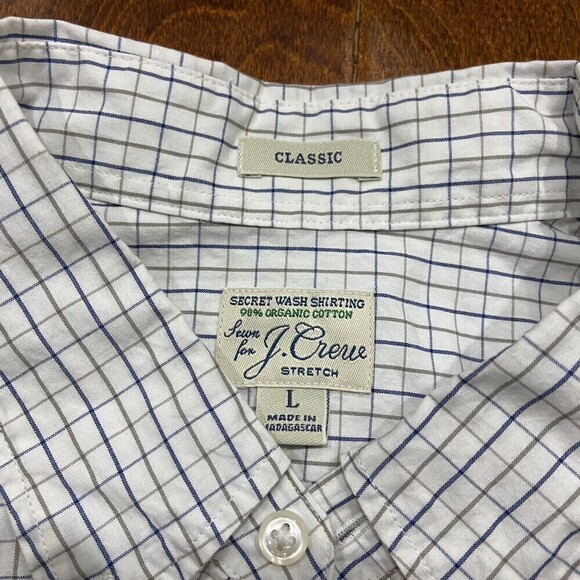 CLASSIC
SECRET WASH SHIRTING
98% ORGANIC COTTON
Sewn for J.Crew
STRETCH
L
MADE IN
MADAGASCAR